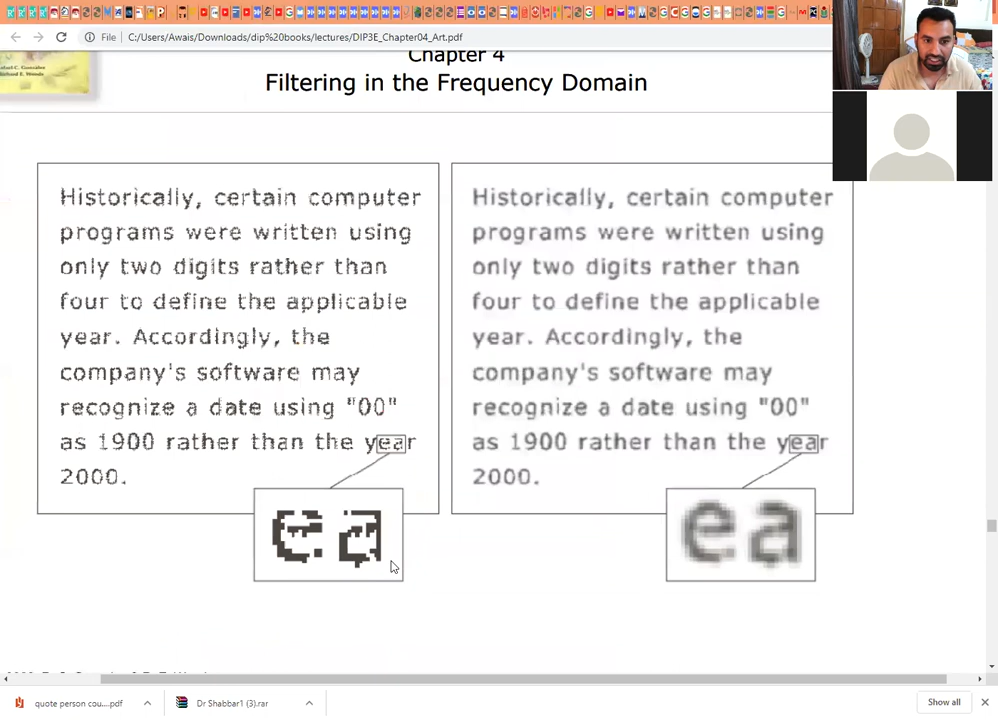 File
C:/Users/Awais/Downloads/dip%20books/lectures/DIP3E_Chapter04_Art.pdf
Chapter 4
Filtering in the Frequency Domain
Historically, certain computer
programs were written using
only two digits rather than
four to define the applicable
year. Accordingly, the
company's software may
recognize a date using "00"
as 1900 rather than the year
2000.
ea
Historically, certain computer
programs were written using
only two digits rather than
four to define the applicable
year. Accordingly, the
company's software may
recognize a date using "00"
as 1900 rather than the year
2000.
ea
quote person cou....pdf
Dr Shabbar1 (3).rar
Show all